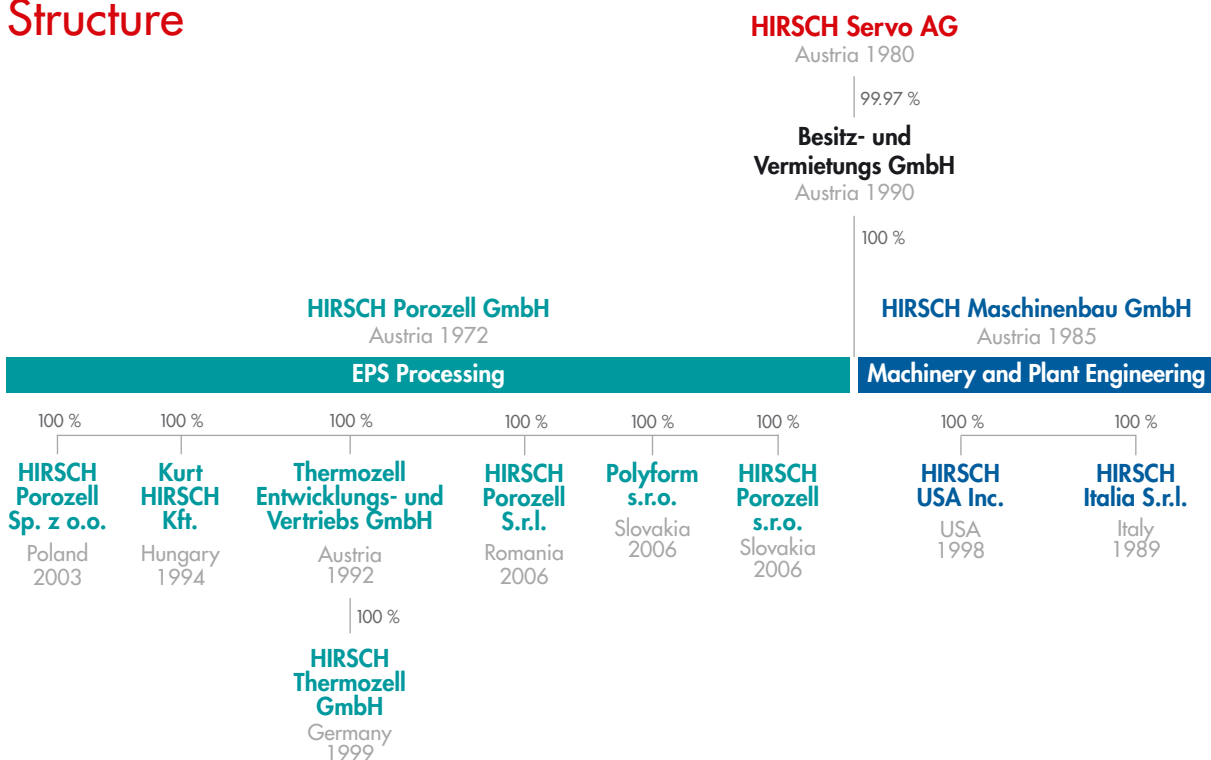 Structure
HIRSCH Servo AG
Austria 1980
99.97 %
Besitz- und
Vermietungs GmbH
Austria 1990
100 %
HIRSCH Porozell GmbH
Austria 1972
HIRSCH Maschinenbau GmbH
Austria 1985
EPS Processing
Machinery and Plant Engineering
100 %
HIRSCH
Porozell
Sp. z o.o.
Poland
2003
100 %
Kurt
HIRSCH
Kft.
Hungary
1994
100 %
Thermozell
Entwicklungs- und
Vertriebs GmbH
Austria
1992
100 %
HIRSCH
Thermozell
GmbH
Germany
1999
100 %
HIRSCH
Porozell
S.r.l.
Romania
2006
100 %
Polyform
s.r.o.
Slovakia
2006
100 %
HIRSCH
Porozell
s.r.o.
Slovakia
2006
100 %
HIRSCH
USA Inc.
USA
1998
100 %
HIRSCH
Italia S.r.l.
Italy
1989